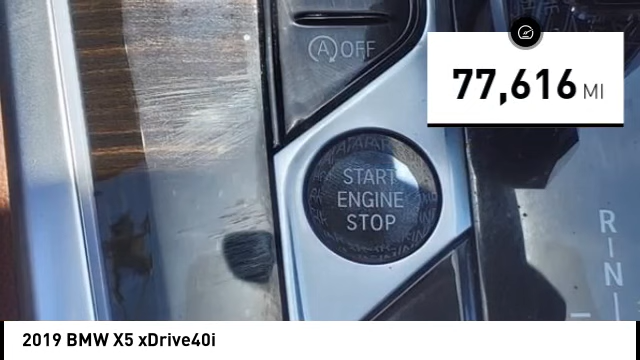 A OFF
77,616 MI
START
ENGINE
STOP
R
N
2019 BMW X5 xDrive40i